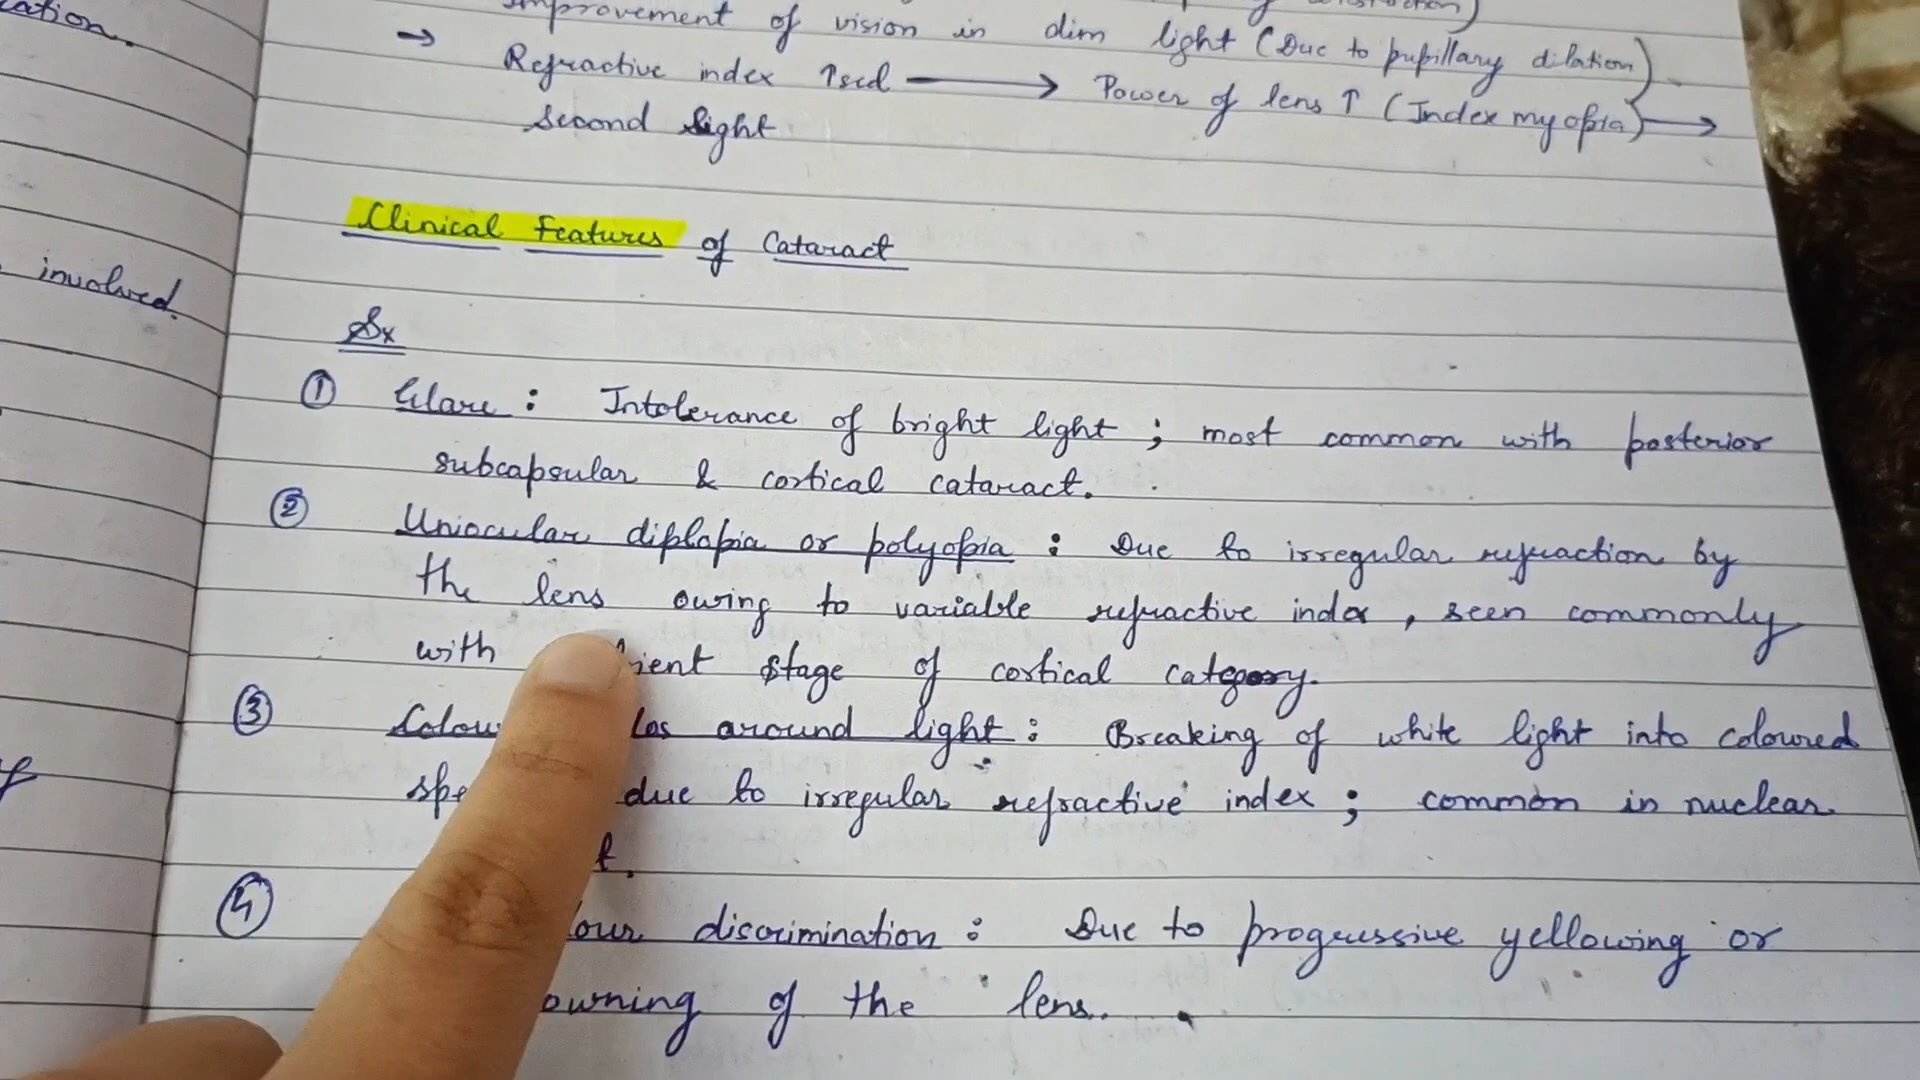 ation.
involved.
Improvement of vision in dim light (Due to pupillary dilation)
→ Refractive index ↑sed → Power of lens ↑ (Index myopia) →
Second sight
Clinical Features of Cataract
Sx
① Glare : Intolerance of bright light ; most common with posterior
subcapsular & cortical cataract.
② Uniocular diplopia or polyopia : Due to irregular refraction by
the lens owing to variable refractive index , seen commonly
with stage of cortical category.
③ around light : Breaking of white light into coloured
due to irregular refractive index ; common in nuclear
④ discrimination : Due to progressive yellowing or
of the lens.